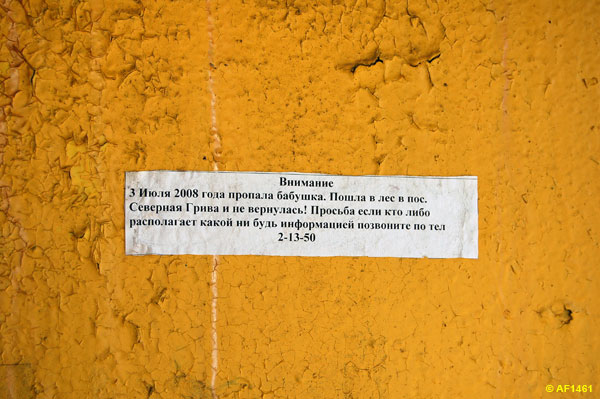 Внимание
3 Июля 2008 года пропала бабушка. Пошла в лес в пос.
Северная Грива и не вернулась! Просьба если кто либо
располагает какой ни будь информацией позвоните по тел
2-13-50
© AF1461